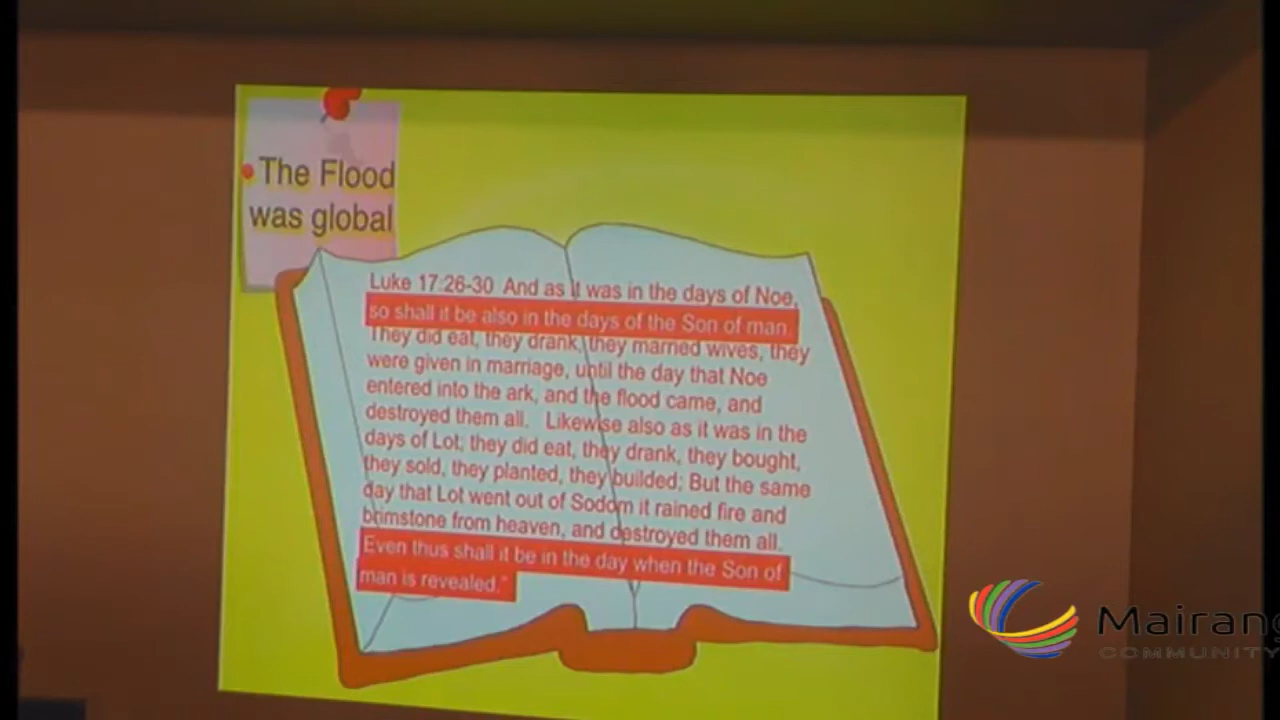 • The Flood
was global
Luke 17:26-30 And as it was in the days of Noe,
so shall it be also in the days of the Son of man.
They did eat, they drank, they married wives, they
were given in marriage, until the day that Noe
entered into the ark, and the flood came, and
destroyed them all. Likewise also as it was in the
days of Lot; they did eat, they drank, they bought,
they sold, they planted, they builded; But the same
day that Lot went out of Sodom it rained fire and
brimstone from heaven, and destroyed them all.
Even thus shall it be in the day when the Son of
man is revealed."
Mairan
COMMUNITY